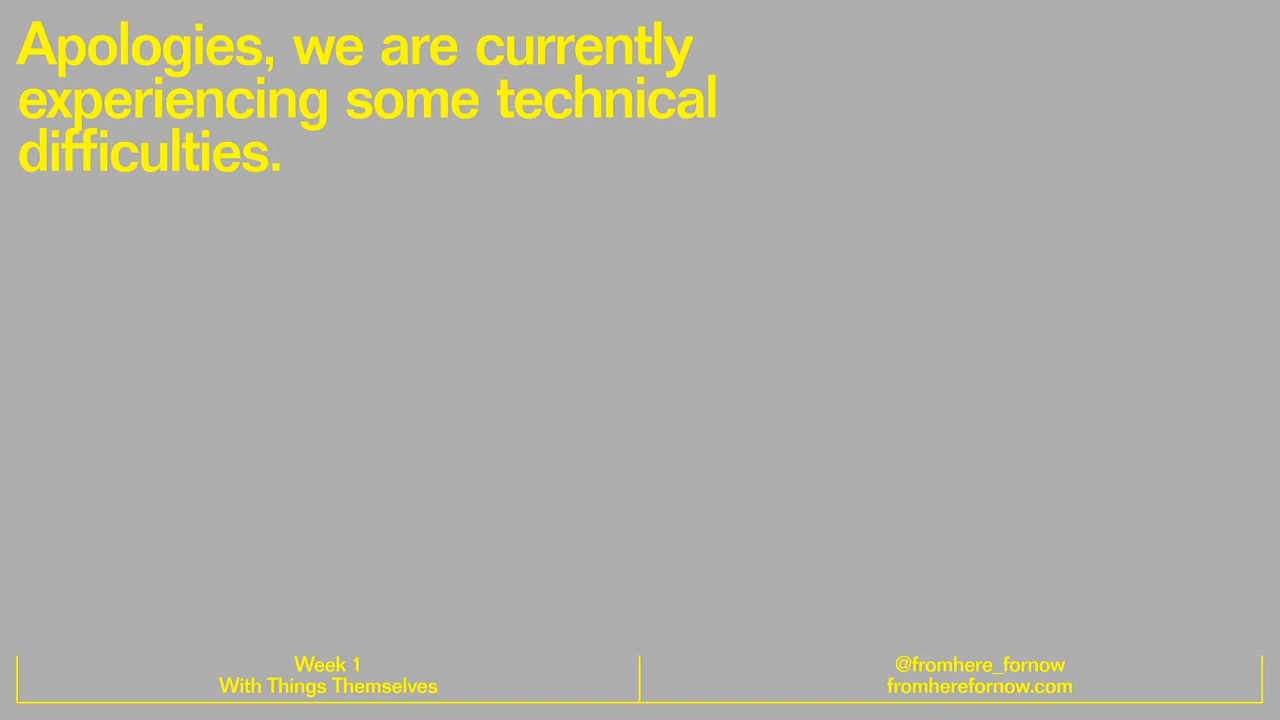 Apologies, we are currently
experiencing some technical
difficulties.
Week 1
With Things Themselves
@fromhere_fornow
fromherefornow.com